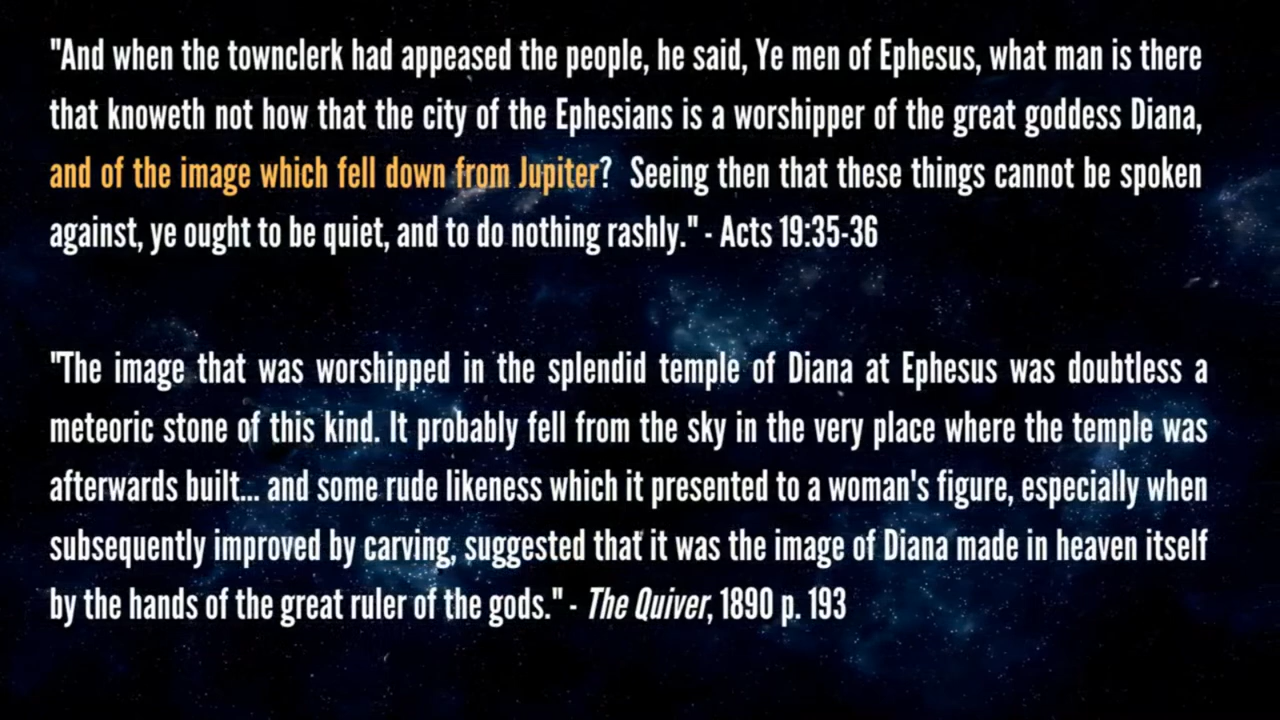 "And when the townclerk had appeased the people, he said, Ye men of Ephesus, what man is there
that knoweth not how that the city of the Ephesians is a worshipper of the great goddess Diana,
and of the image which fell down from Jupiter? Seeing then that these things cannot be spoken
against, ye ought to be quiet, and to do nothing rashly." - Acts 19:35-36
"The image that was worshipped in the splendid temple of Diana at Ephesus was doubtless a
meteoric stone of this kind. It probably fell from the sky in the very place where the temple was
afterwards built... and some rude likeness which it presented to a woman's figure, especially when
subsequently improved by carving, suggested that it was the image of Diana made in heaven itself
by the hands of the great ruler of the gods." - The Quiver, 1890 p. 193